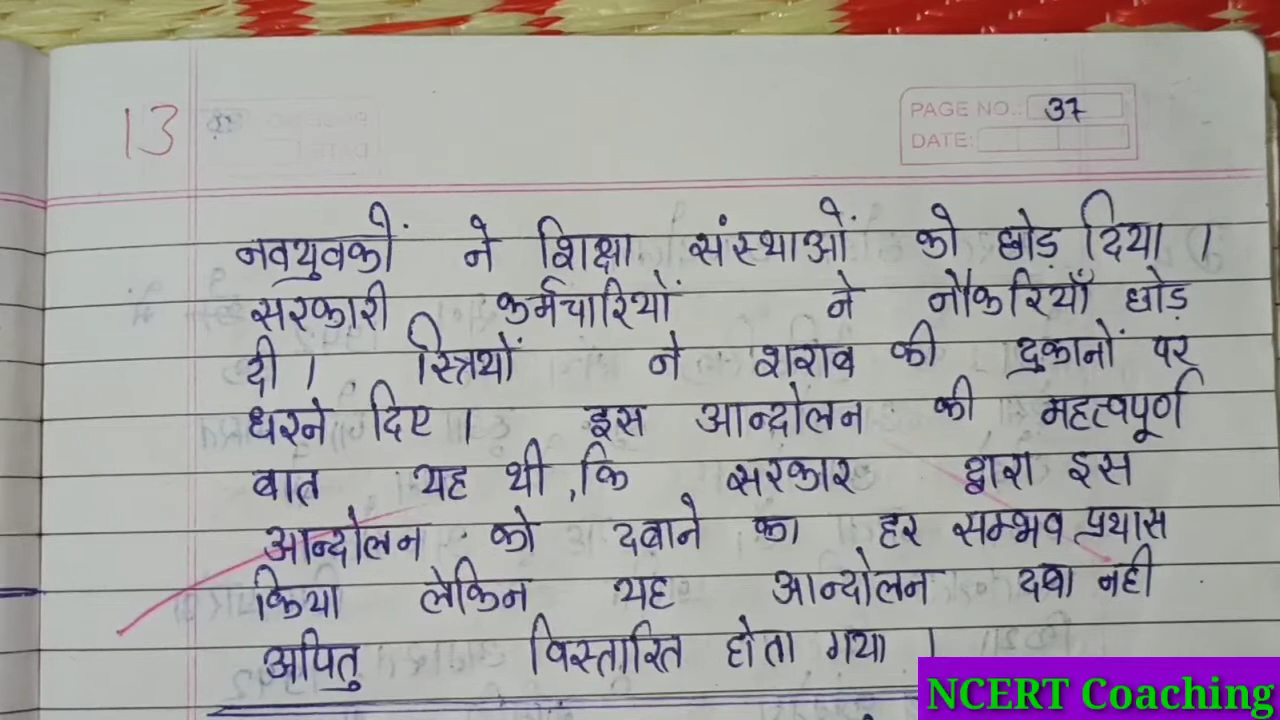 13
PAGE NO.: 37
DATE:
नवयुवकों ने शिक्षा संस्थाओं को छोड़ दिया ।
सरकारी कर्मचारियों ने नौकरियाँ छोड़
दी । स्त्रियों ने शराब की दुकानों पर
धरने दिए । इस आन्दोलन की महत्वपूर्ण
बात यह थी, कि सरकार द्वारा इस
आन्दोलन को दबाने का हर सम्भव प्रयास
किया लेकिन यह आन्दोलन दबा नही
अपितु विस्तारित होता गया ।
NCERT Coaching